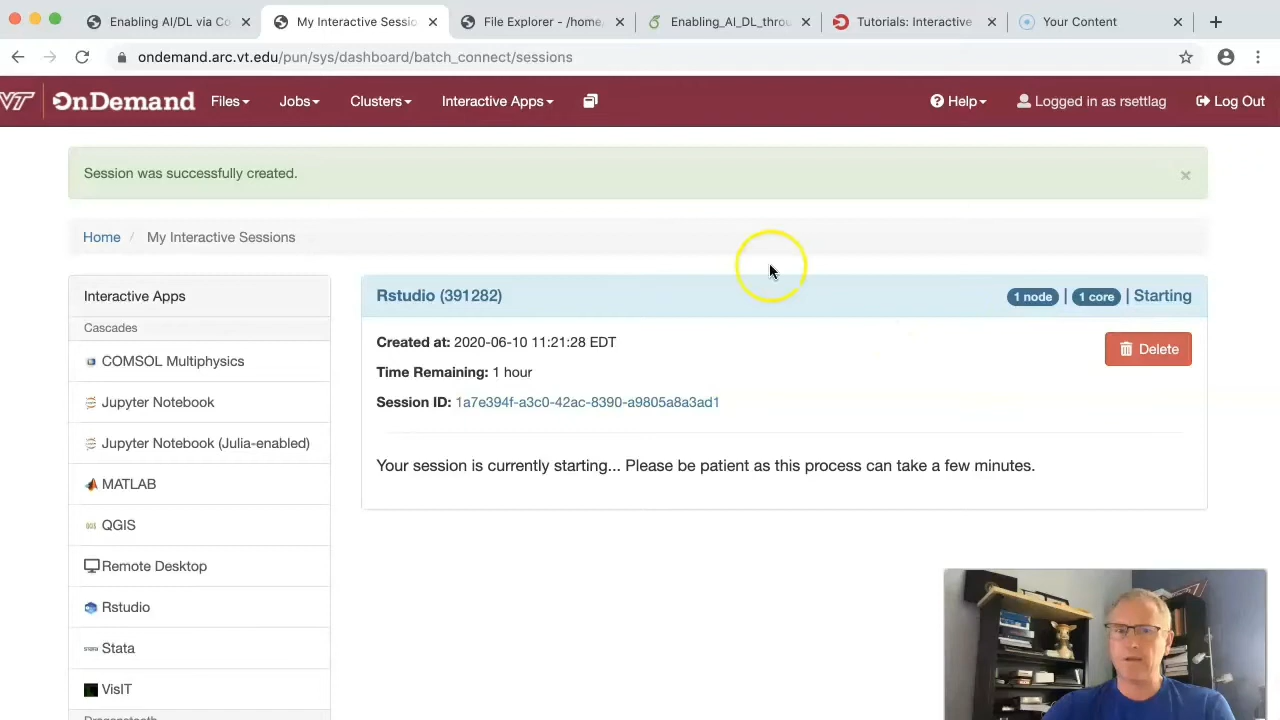 Enabling AI/DL via Co
My Interactive Sessio
File Explorer - /home
Enabling_AI_DL_throu
Tutorials: Interactive
Your Content
ondemand.arc.vt.edu/pun/sys/dashboard/batch_connect/sessions
VT OnDemand Files Jobs Clusters Interactive Apps Help Logged in as rsettlag Log Out
Session was successfully created.
Home / My Interactive Sessions
Interactive Apps
Cascades
COMSOL Multiphysics
Jupyter Notebook
Jupyter Notebook (Julia-enabled)
MATLAB
QGIS
Remote Desktop
Rstudio
Stata
VisIT
Dragonstooth
Rstudio (391282)
1 node | 1 core | Starting
Created at: 2020-06-10 11:21:28 EDT
Delete
Time Remaining: 1 hour
Session ID: 1a7e394f-a3c0-42ac-8390-a9805a8a3ad1
Your session is currently starting... Please be patient as this process can take a few minutes.